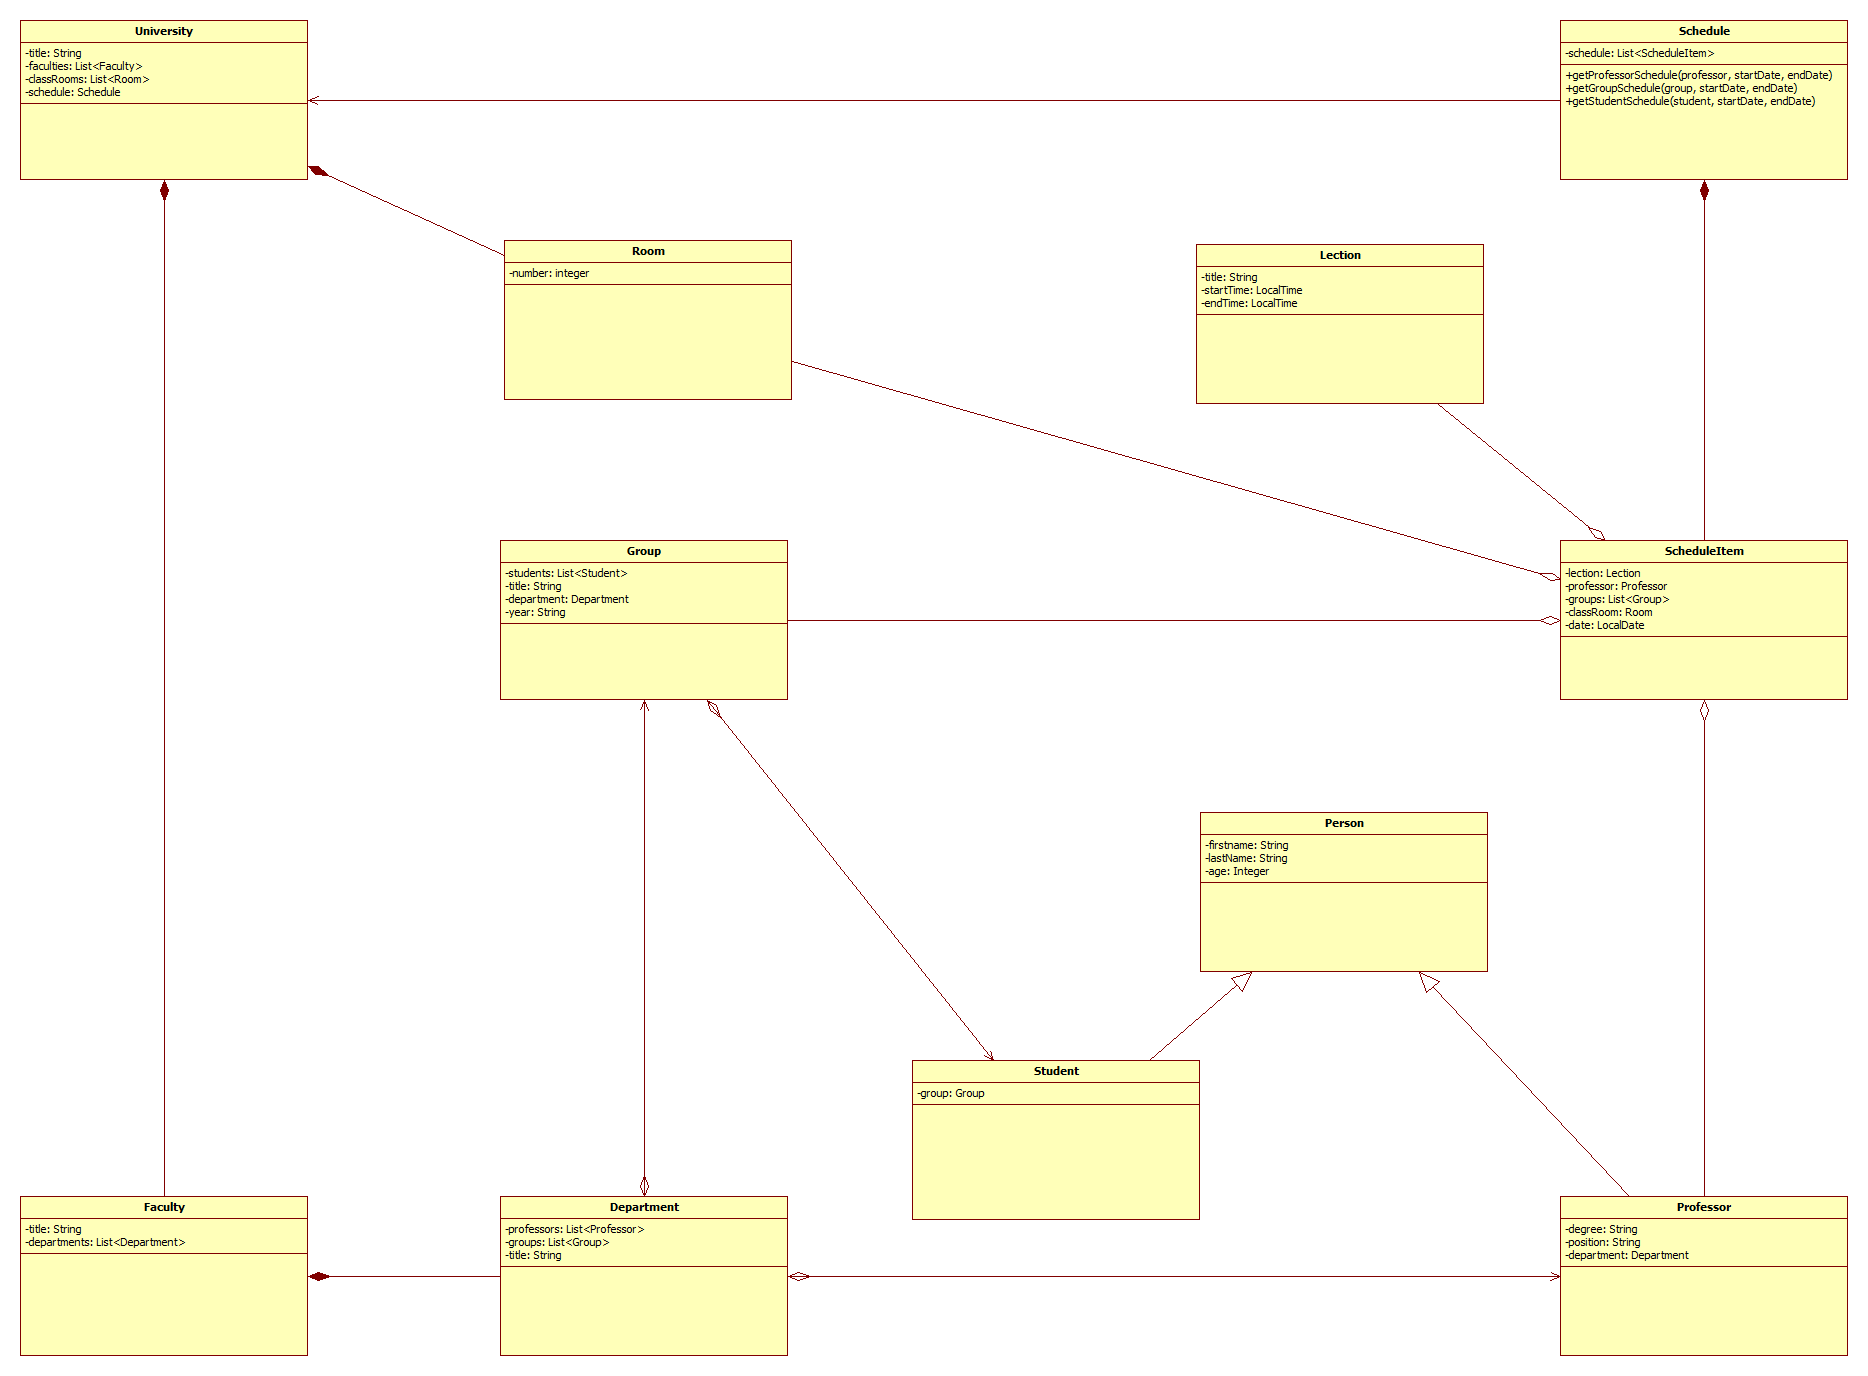 University
-title: String
-faculties: List<Faculty>
-classRooms: List<Room>
-schedule: Schedule
Schedule
-schedule: List<ScheduleItem>
+getProfessorSchedule(professor, startDate, endDate)
+getGroupSchedule(group, startDate, endDate)
+getStudentSchedule(student, startDate, endDate)
Room
-number: integer
Lection
-title: String
-startTime: LocalTime
-endTime: LocalTime
Group
-students: List<Student>
-title: String
-department: Department
-year: String
ScheduleItem
-lection: Lection
-professor: Professor
-groups: List<Group>
-classRoom: Room
-date: LocalDate
Person
-firstname: String
-lastName: String
-age: Integer
Student
-group: Group
Faculty
-title: String
-departments: List<Department>
Department
-professors: List<Professor>
-groups: List<Group>
-title: String
Professor
-degree: String
-position: String
-department: Department